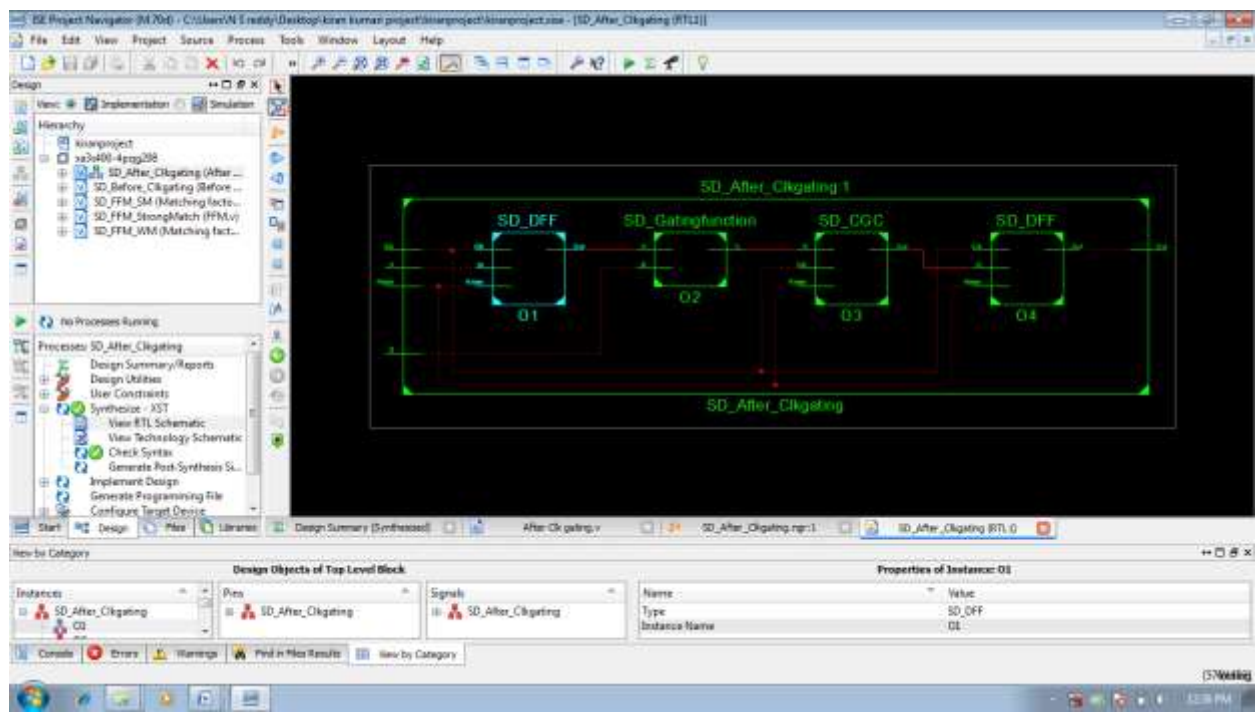 ISE Project Navigator (M.70d) - C:\Users\N S reddy\Desktop\kiran kumari project\kiranproject\kiranproject.xise - [SD_After_Clkgating (RTL1)]
File Edit View Project Source Process Tools Window Layout Help
Design
View: Implementation Simulation
Hierarchy
kiranproject
xa3s400-4pqg208
SD_After_Clkgating (After ...
SD_Before_Clkgating (Before ...
SD_FFM_SM (Matching facto...
SD_FFM_StrongMatch (FFM.v)
SD_FFM_WM (Matching fact...
No Processes Running
Processes: SD_After_Clkgating
Design Summary/Reports
Design Utilities
User Constraints
Synthesize - XST
View RTL Schematic
View Technology Schematic
Check Syntax
Generate Post-Synthesis Si...
Implement Design
Generate Programming File
Configure Target Device
SD_After_Clkgating:1
SD_DFF SD_Gatingfunction SD_CGC SD_DFF
O1 O2 O3 O4
SD_After_Clkgating
Start Design Files Libraries Design Summary (Synthesized) After Clk gating.v SD_After_Clkgating.ngr:1 SD_After_Clkgating (RTL1)
View by Category
Design Objects of Top Level Block Properties of Instance: O1
Instances Pins Signals Name Value
SD_After_Clkgating SD_After_Clkgating SD_After_Clkgating Type SD_DFF
O1 Instance Name O1
Console Errors Warnings Find in Files Results View by Category